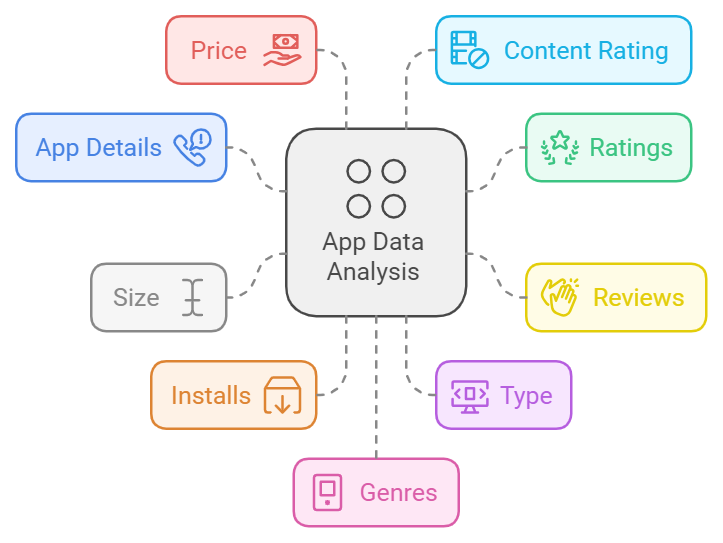 Price
Content Rating
App Details
Ratings
App Data
Analysis
Size
Reviews
Installs
Type
Genres